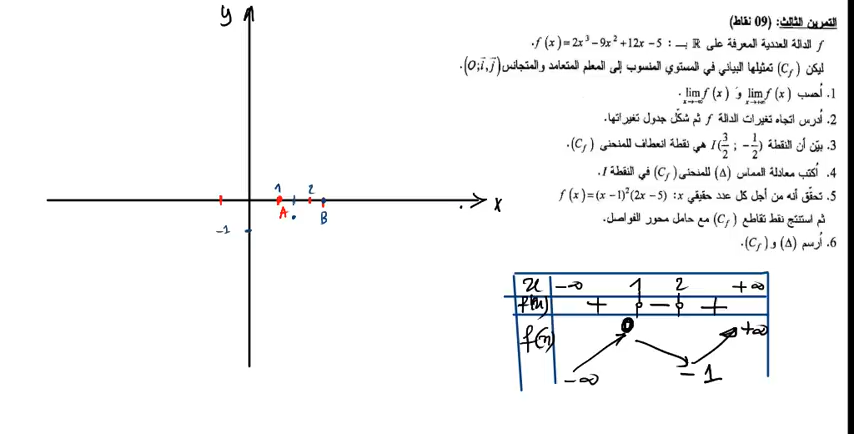 التمرين الثالث: (09 نقاط)
f الدالة العددية المعرفة على ℝ بـ : f(x)=2x³−9x²+12x−5.
ليكن (C_f) تمثيلها البياني في المستوي المنسوب إلى المعلم المتعامد والمتجانس (O;i⃗,j⃗).
1. أحسب lim_{x→+∞} f(x) و lim_{x→−∞} f(x).
2. أدرس اتجاه تغيرات الدالة f ثم شكّل جدول تغيراتها.
3. بيّن أن النقطة I(3/2 ; −1/2) هي نقطة انعطاف للمنحنى (C_f).
4. أكتب معادلة المماس (Δ) للمنحنى (C_f) في النقطة I.
5. تحقّق أنه من أجل كل عدد حقيقي x: f(x)=(x−1)²(2x−5)
ثم استنتج نقط تقاطع (C_f) مع حامل محور الفواصل.
6. أرسم (Δ) و (C_f).
y
1 2
A B x
-1
x -∞ 1 2 +∞
f'(x) + 0 - 0 +
f(x) -∞ 0 -1 +∞